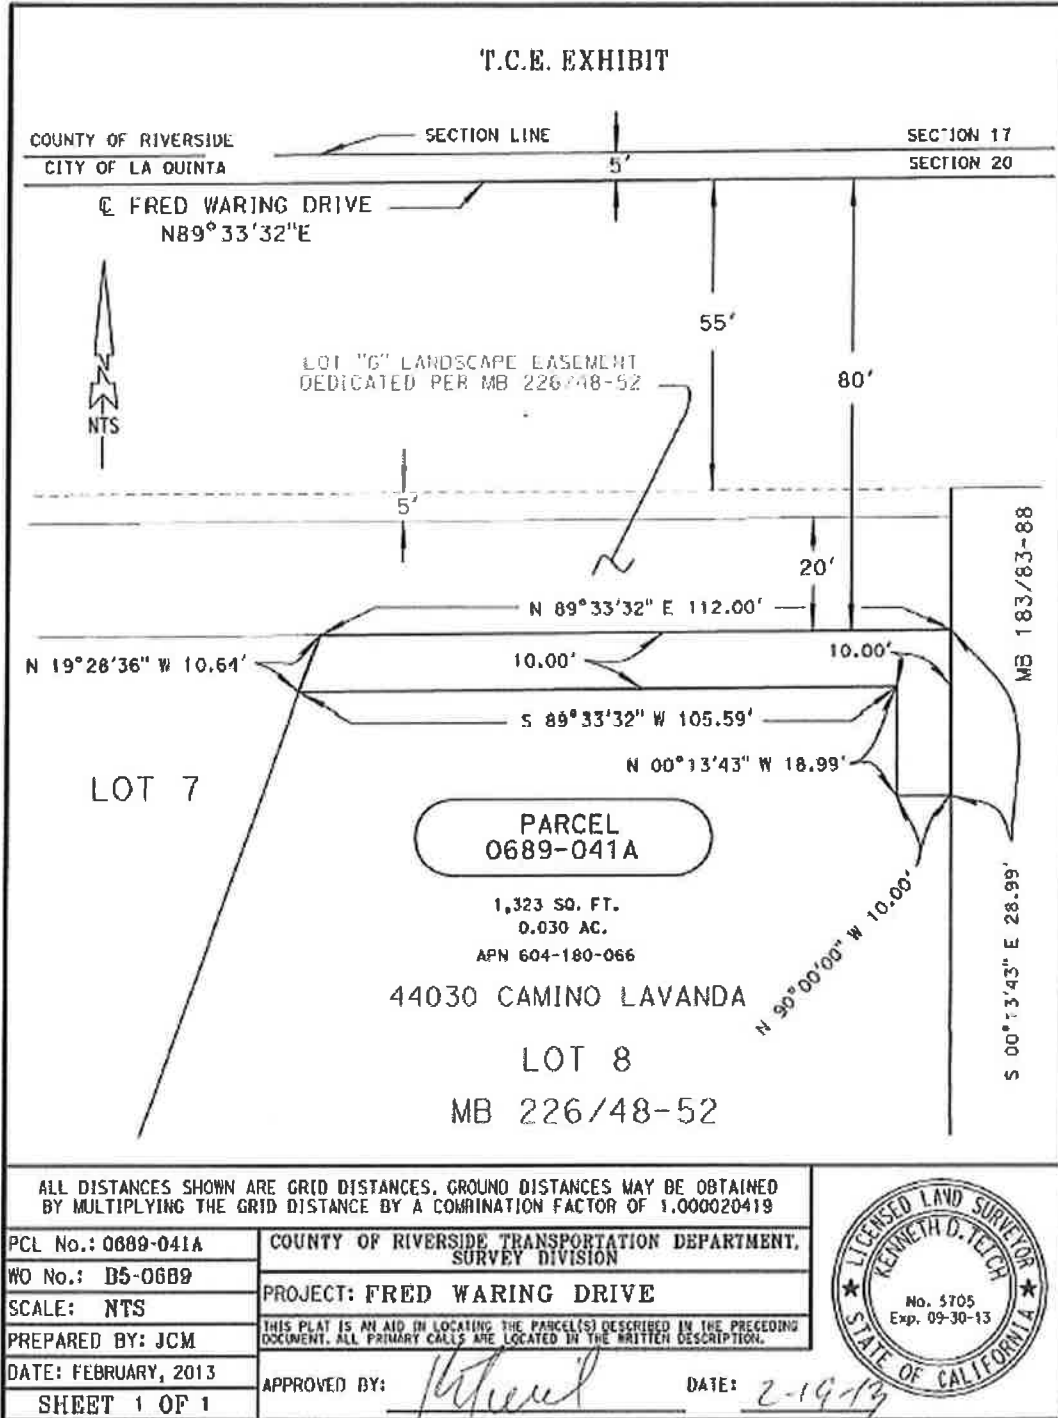 T.C.E. EXHIBIT
COUNTY OF RIVERSIDE
CITY OF LA QUINTA
SECTION LINE
5'
SECTION 17
SECTION 20
℄ FRED WARING DRIVE
N89°33'32"E
NTS
55'
80'
LOT "G" LANDSCAPE EASEMENT
DEDICATED PER MB 226/48-52
5'
20'
MB 183/83-88
N 89°33'32" E 112.00'
N 19°28'36" W 10.64'
10.00'
10.00'
S 89°33'32" W 105.59'
N 00°13'43" W 18.99'
LOT 7
PARCEL
0689-041A
1,323 SQ. FT.
0.030 AC.
APN 604-180-066
44030 CAMINO LAVANDA
LOT 8
MB 226/48-52
N 90°00'00" W 10.00'
S 00°13'43" E 28.99'
ALL DISTANCES SHOWN ARE GRID DISTANCES. GROUND DISTANCES MAY BE OBTAINED
BY MULTIPLYING THE GRID DISTANCE BY A COMBINATION FACTOR OF 1.000020419
PCL No.: 0689-041A
WO No.: B5-0689
SCALE: NTS
PREPARED BY: JCM
DATE: FEBRUARY, 2013
SHEET 1 OF 1
COUNTY OF RIVERSIDE TRANSPORTATION DEPARTMENT,
SURVEY DIVISION
PROJECT: FRED WARING DRIVE
THIS PLAT IS AN AID IN LOCATING THE PARCEL(S) DESCRIBED IN THE PRECEDING
DOCUMENT. ALL PRIMARY CALLS ARE LOCATED IN THE WRITTEN DESCRIPTION.
APPROVED BY:
DATE: 2-19-13
LICENSED LAND SURVEYOR
KENNETH D. TEICH
No. 5705
Exp. 09-30-13
STATE OF CALIFORNIA